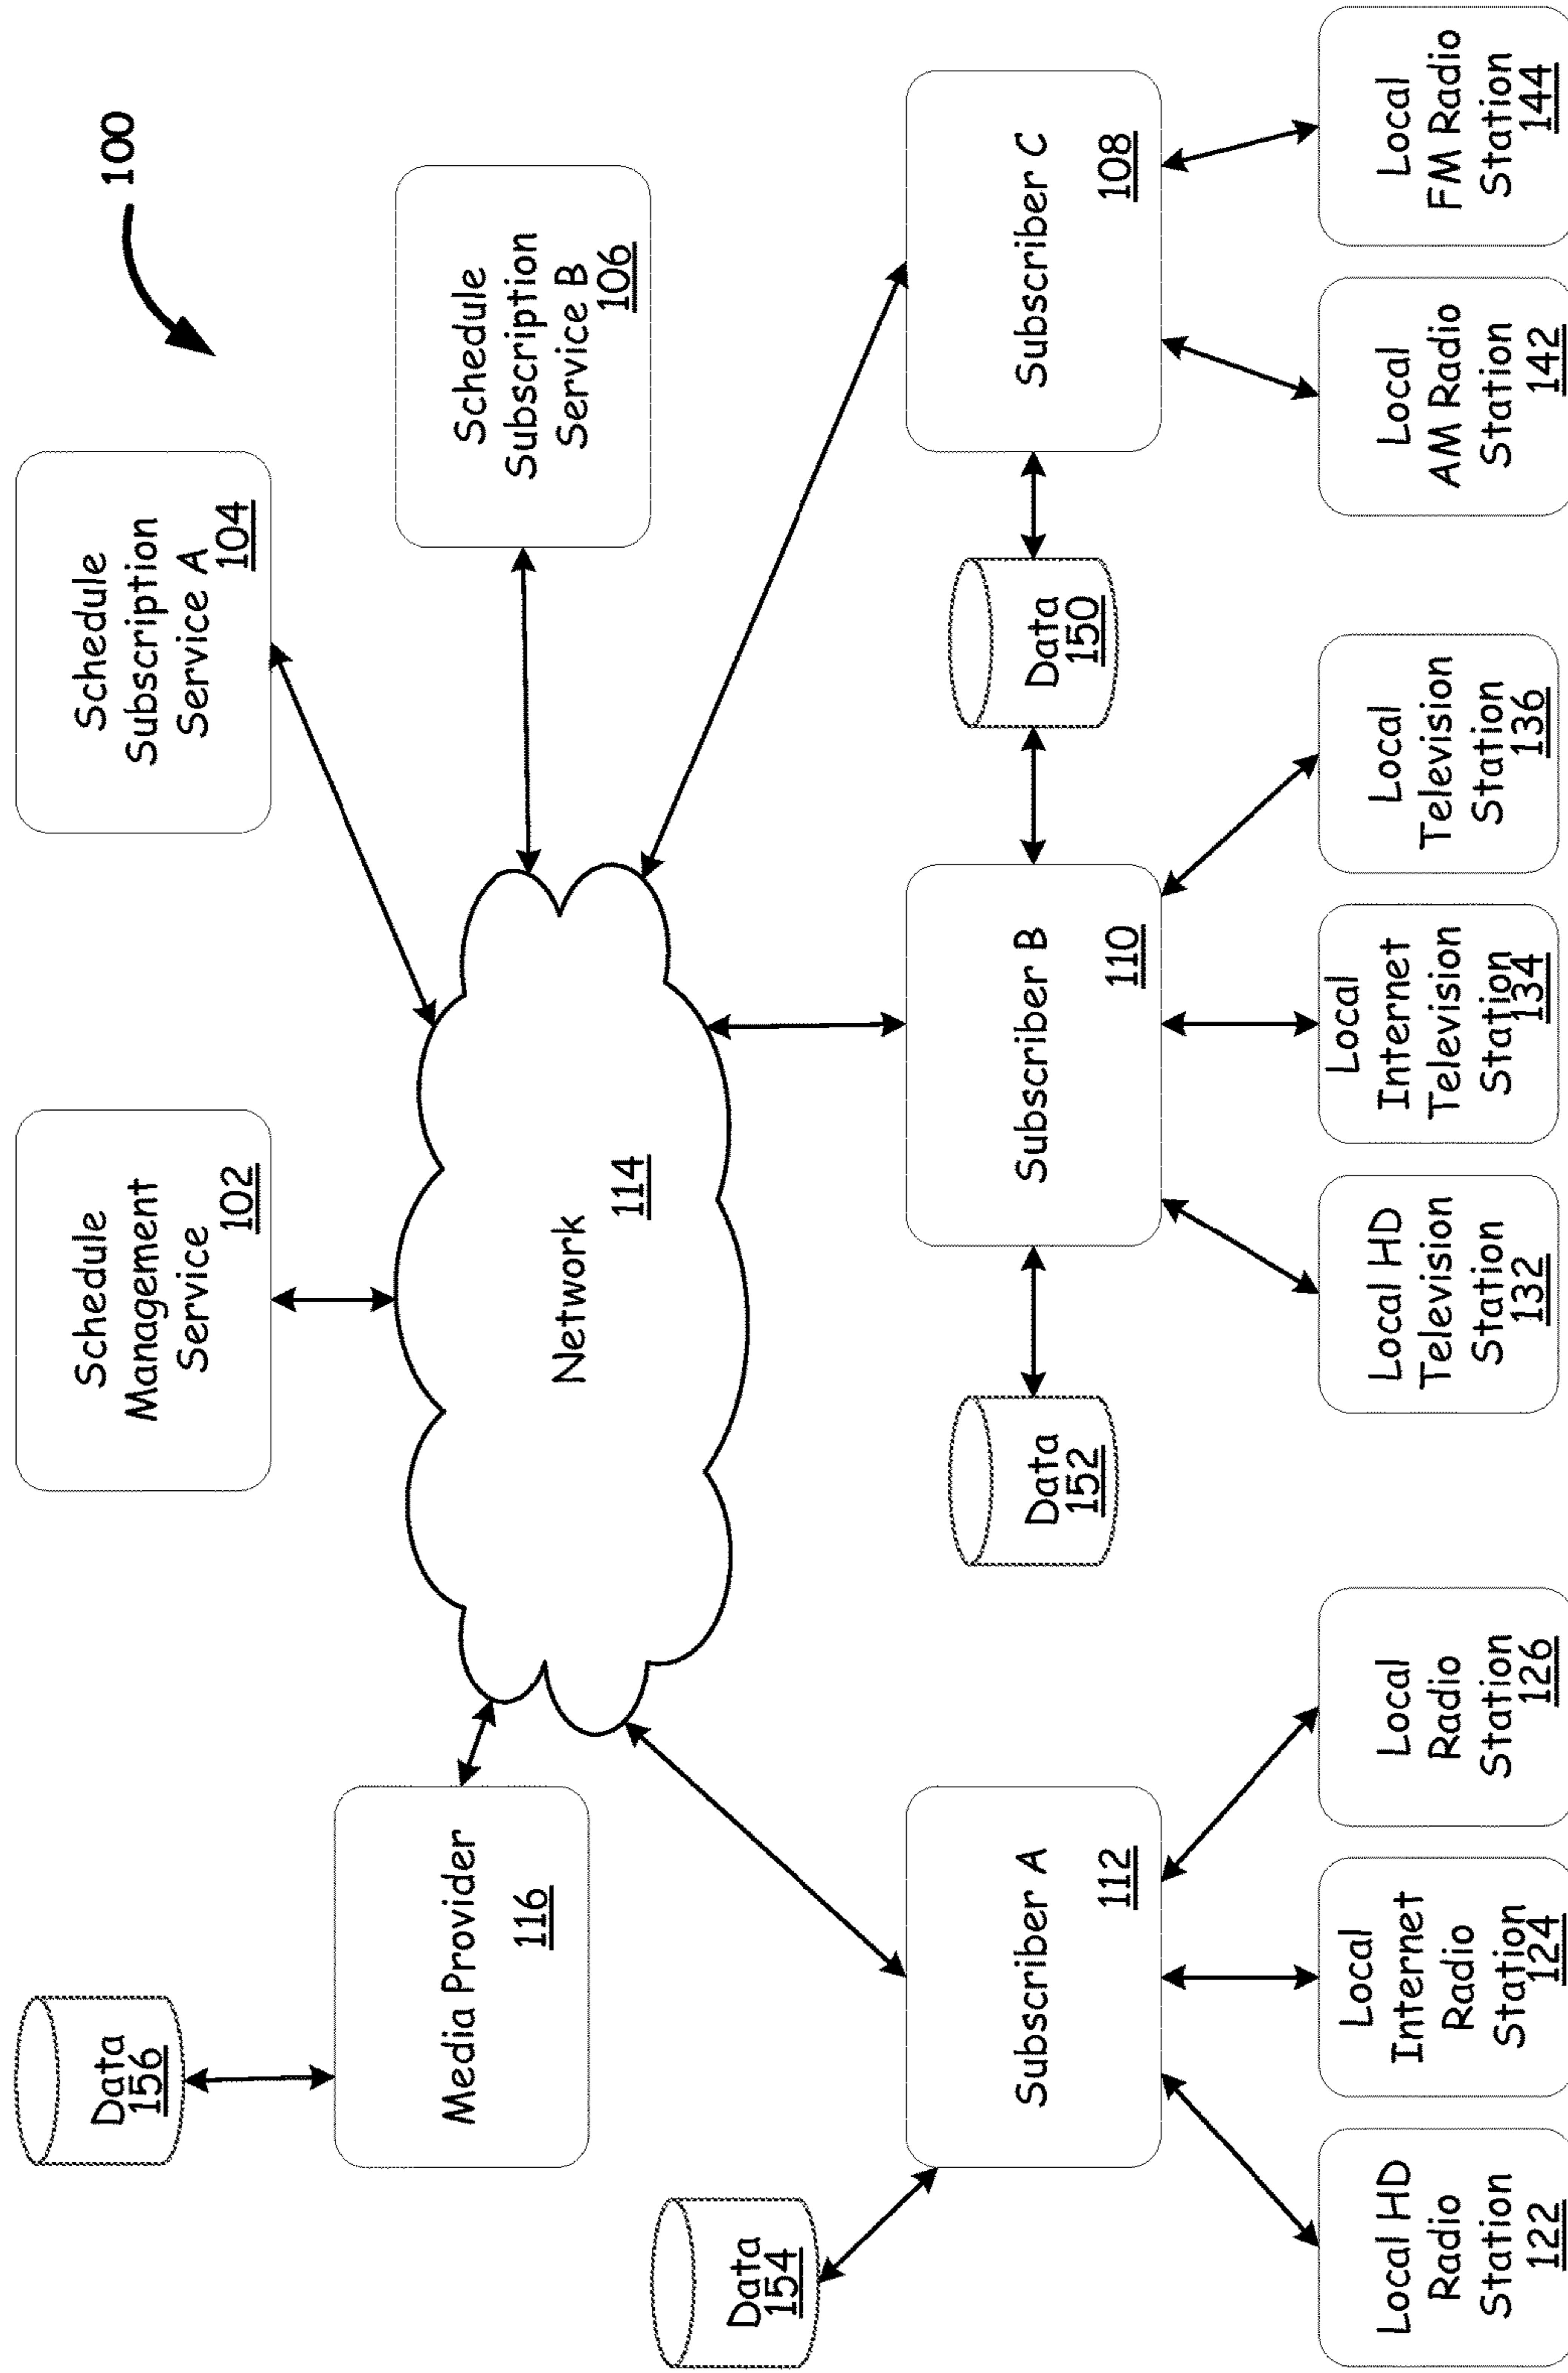 100
Schedule
Management
Service
102
Schedule
Subscription
Service A
104
Data
156
Media Provider
116
Schedule
Subscription
Service B
106
Network
114
Data
154
Subscriber A
112
Data
152
Subscriber B
110
Data
150
Subscriber C
108
Local HD
Radio
Station
122
Local
Internet
Radio
Station
124
Local
Radio
Station
126
Local HD
Television
Station
132
Local
Internet
Television
Station
134
Local
Television
Station
136
Local
AM Radio
Station
142
Local
FM Radio
Station
144